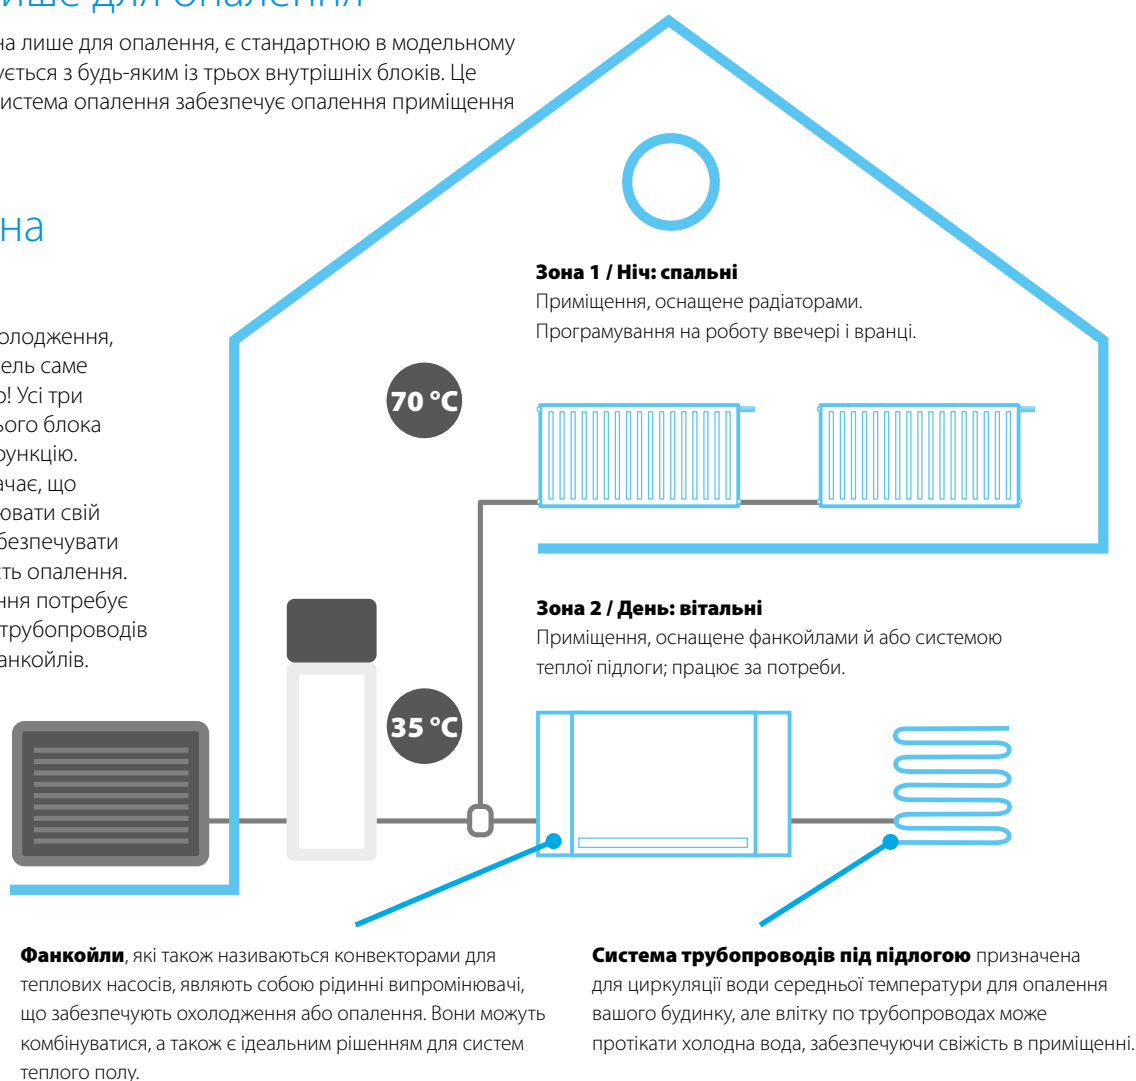 для опалення
на лише для опалення, є стандартною в модельному
ується з будь-яким із трьох внутрішніх блоків. Це
система опалення забезпечує опалення приміщення
на
олодження,
ель саме
о! Усі три
ього блока
функцію.
ачає, що
ювати свій
безпечувати
сть опалення.
ння потребує
трубопроводів
анкойлів.
Зона 1 / Ніч: спальні
Приміщення, оснащене радіаторами.
Програмування на роботу ввечері і вранці.
70 °C
Зона 2 / День: вітальні
Приміщення, оснащене фанкойлами й або системою
теплої підлоги; працює за потреби.
35 °C
Фанкойли, які також називаються конвекторами для
теплових насосів, являють собою рідинні випромінювачі,
що забезпечують охолодження або опалення. Вони можуть
комбінуватися, а також є ідеальним рішенням для систем
теплого полу.
Система трубопроводів під підлогою призначена
для циркуляції води середньої температури для опалення
вашого будинку, але влітку по трубопроводах може
протікати холодна вода, забезпечуючи свіжість в приміщенні.